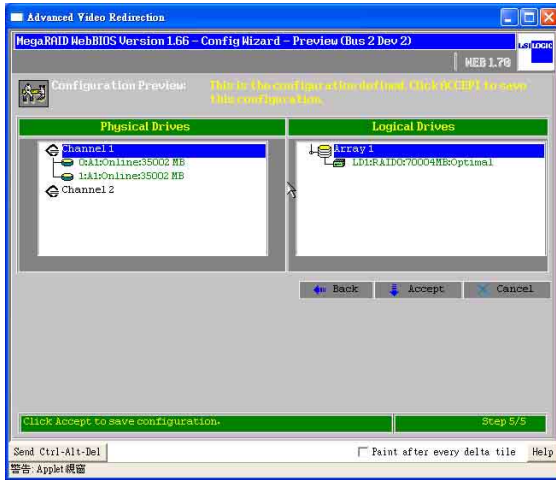 Advanced Video Redirection
MegaRAID WebBIOS Version 1.66 - Config Wizard - Preview (Bus 2 Dev 2)
LSI LOGIC
WEB 1.78
Configuration Preview: This is the configuration defined. Click ACCEPT to save
this configuration.
Physical Drives
Logical Drives
Channel 1
0:A1:Online:35002 MB
1:A1:Online:35002 MB
Channel 2
Array 1
LD1:RAID0:70004MB:Optimal
Back
Accept
Cancel
Click Accept to save configuration.
Step 5/5
Send Ctrl-Alt-Del
Paint after every delta tile
Help
警告: Applet 視窗